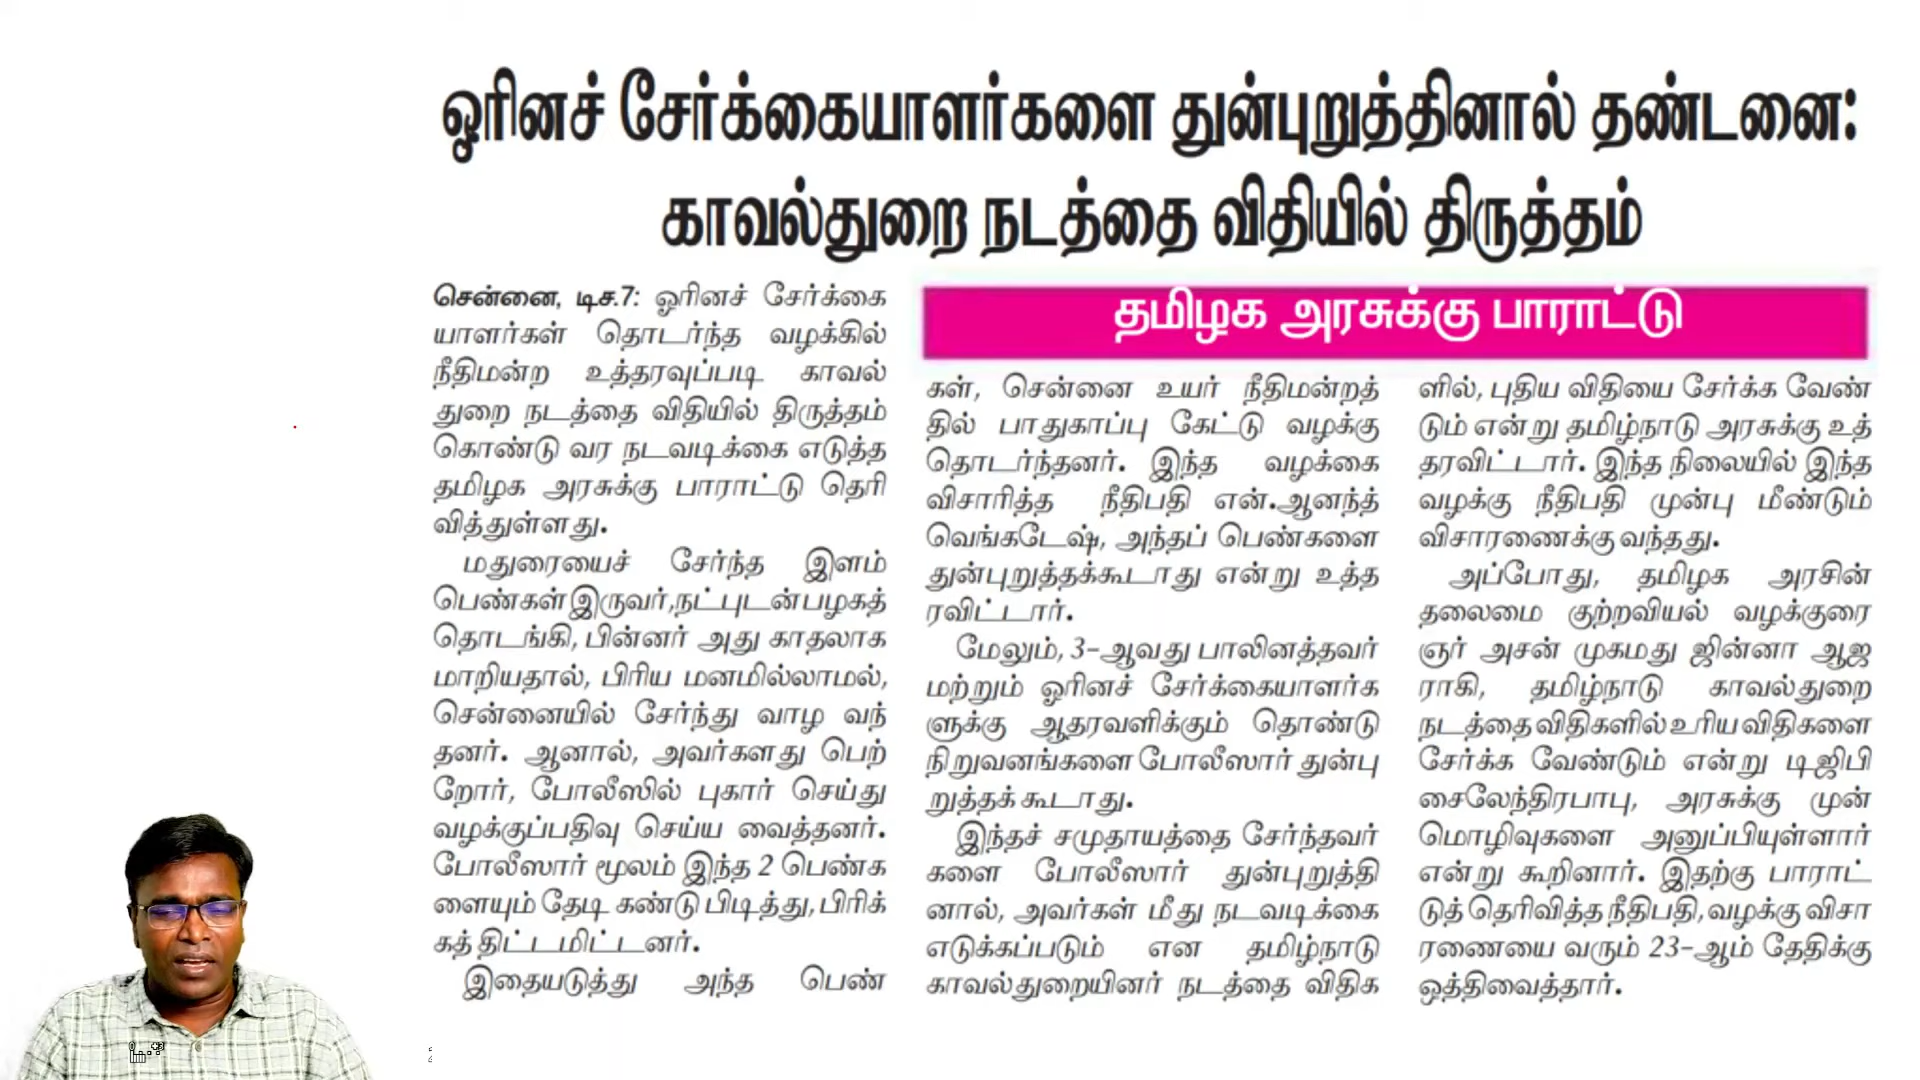 ஓரினச் சேர்க்கையாளர்களை துன்புறுத்தினால் தண்டனை:
காவல்துறை நடத்தை விதியில் திருத்தம்
தமிழக அரசுக்கு பாராட்டு
சென்னை, டிச.7: ஓரினச் சேர்க்கை
யாளர்கள் தொடர்ந்த வழக்கில்
நீதிமன்ற உத்தரவுப்படி காவல்
துறை நடத்தை விதியில் திருத்தம்
கொண்டு வர நடவடிக்கை எடுத்த
தமிழக அரசுக்கு பாராட்டு தெரி
வித்துள்ளது.
மதுரையைச் சேர்ந்த இளம்
பெண்கள் இருவர், நட்புடன் பழகத்
தொடங்கி, பின்னர் அது காதலாக
மாறியதால், பிரிய மனமில்லாமல்,
சென்னையில் சேர்ந்து வாழ வந்
தனர். ஆனால், அவர்களது பெற்
றோர், போலீஸில் புகார் செய்து
வழக்குப்பதிவு செய்ய வைத்தனர்.
போலீஸார் மூலம் இந்த 2 பெண்க
ளையும் தேடி கண்டு பிடித்து, பிரிக்
கத் திட்டமிட்டனர்.
இதையடுத்து அந்த பெண்
கள், சென்னை உயர் நீதிமன்றத்
தில் பாதுகாப்பு கேட்டு வழக்கு
தொடர்ந்தனர். இந்த வழக்கை
விசாரித்த நீதிபதி என்.ஆனந்த்
வெங்கடேஷ், அந்தப் பெண்களை
துன்புறுத்தக்கூடாது என்று உத்த
ரவிட்டார்.
மேலும், 3-ஆவது பாலினத்தவர்
மற்றும் ஓரினச் சேர்க்கையாளர்க
ளுக்கு ஆதரவளிக்கும் தொண்டு
நிறுவனங்களை போலீஸார் துன்பு
றுத்தக் கூடாது.
இந்தச் சமுதாயத்தை சேர்ந்தவர்
களை போலீஸார் துன்புறுத்தி
னால், அவர்கள் மீது நடவடிக்கை
எடுக்கப்படும் என தமிழ்நாடு
காவல்துறையினர் நடத்தை விதிக
ளில், புதிய விதியை சேர்க்க வேண்
டும் என்று தமிழ்நாடு அரசுக்கு உத்
தரவிட்டார். இந்த நிலையில் இந்த
வழக்கு நீதிபதி முன்பு மீண்டும்
விசாரணைக்கு வந்தது.
அப்போது, தமிழக அரசின்
தலைமை குற்றவியல் வழக்குரை
ஞர் அசன் முகமது ஜின்னா ஆஜ
ராகி, தமிழ்நாடு காவல்துறை
நடத்தை விதிகளில் உரிய விதிகளை
சேர்க்க வேண்டும் என்று டிஜிபி
சைலேந்திரபாபு, அரசுக்கு முன்
மொழிவுகளை அனுப்பியுள்ளார்
என்று கூறினார். இதற்கு பாராட்
டுத் தெரிவித்த நீதிபதி, வழக்கு விசா
ரணையை வரும் 23-ஆம் தேதிக்கு
ஒத்திவைத்தார்.